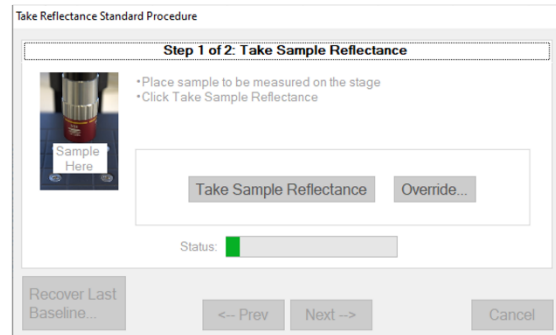 Take Reflectance Standard Procedure
Step 1 of 2: Take Sample Reflectance
•Place sample to be measured on the stage
•Click Take Sample Reflectance
Sample
Here
Take Sample Reflectance
Override...
Status:
Recover Last
Baseline...
<-- Prev
Next -->
Cancel